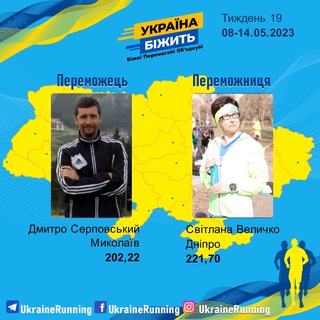 УКРАЇНА
БІЖИТЬ
Біжи! Перемагай! Об'єднуй!
Тиждень 19
08-14.05.2023
Переможець
Переможниця
Дмитро Серповський
Миколаїв
202,22
Світлана Величко
Дніпро
221,70
UkraineRunning
UkraineRunning
UkraineRunning